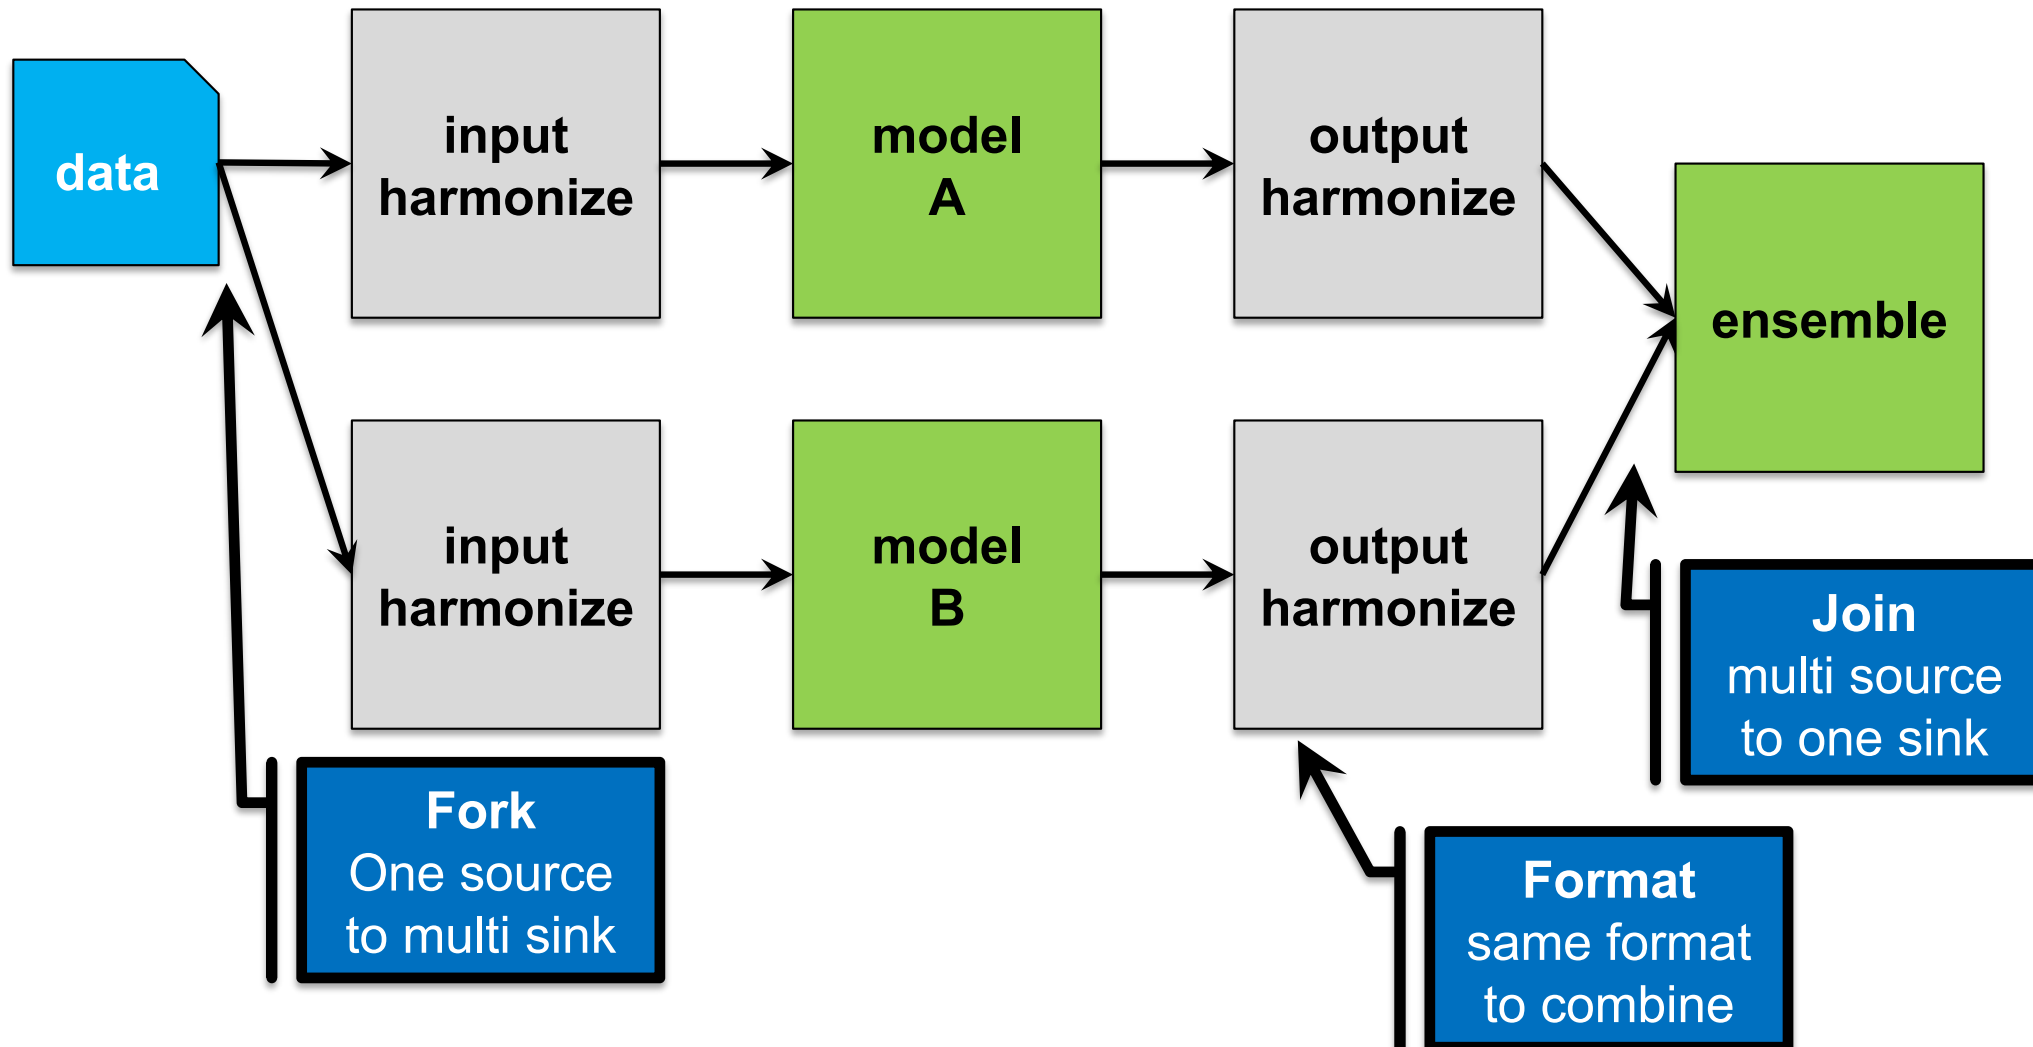 data
input
harmonize
model
A
output
harmonize
ensemble
input
harmonize
model
B
output
harmonize
Join
multi source
to one sink
Fork
One source
to multi sink
Format
same format
to combine